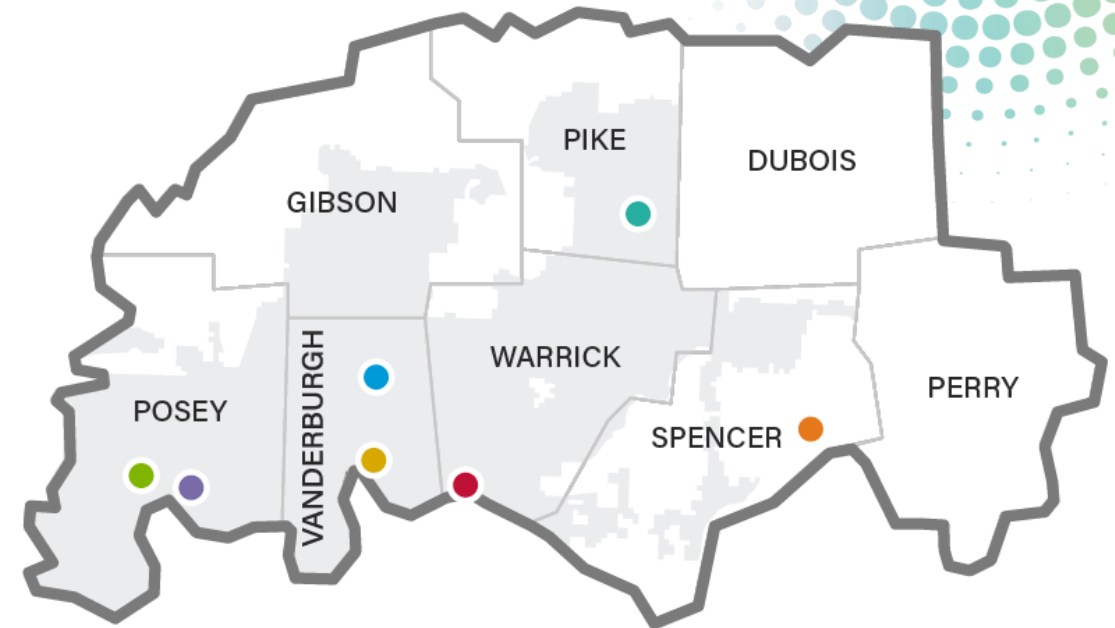 PIKE
DUBOIS
GIBSON
WARRICK
VANDERBURGH
PERRY
POSEY
SPENCER